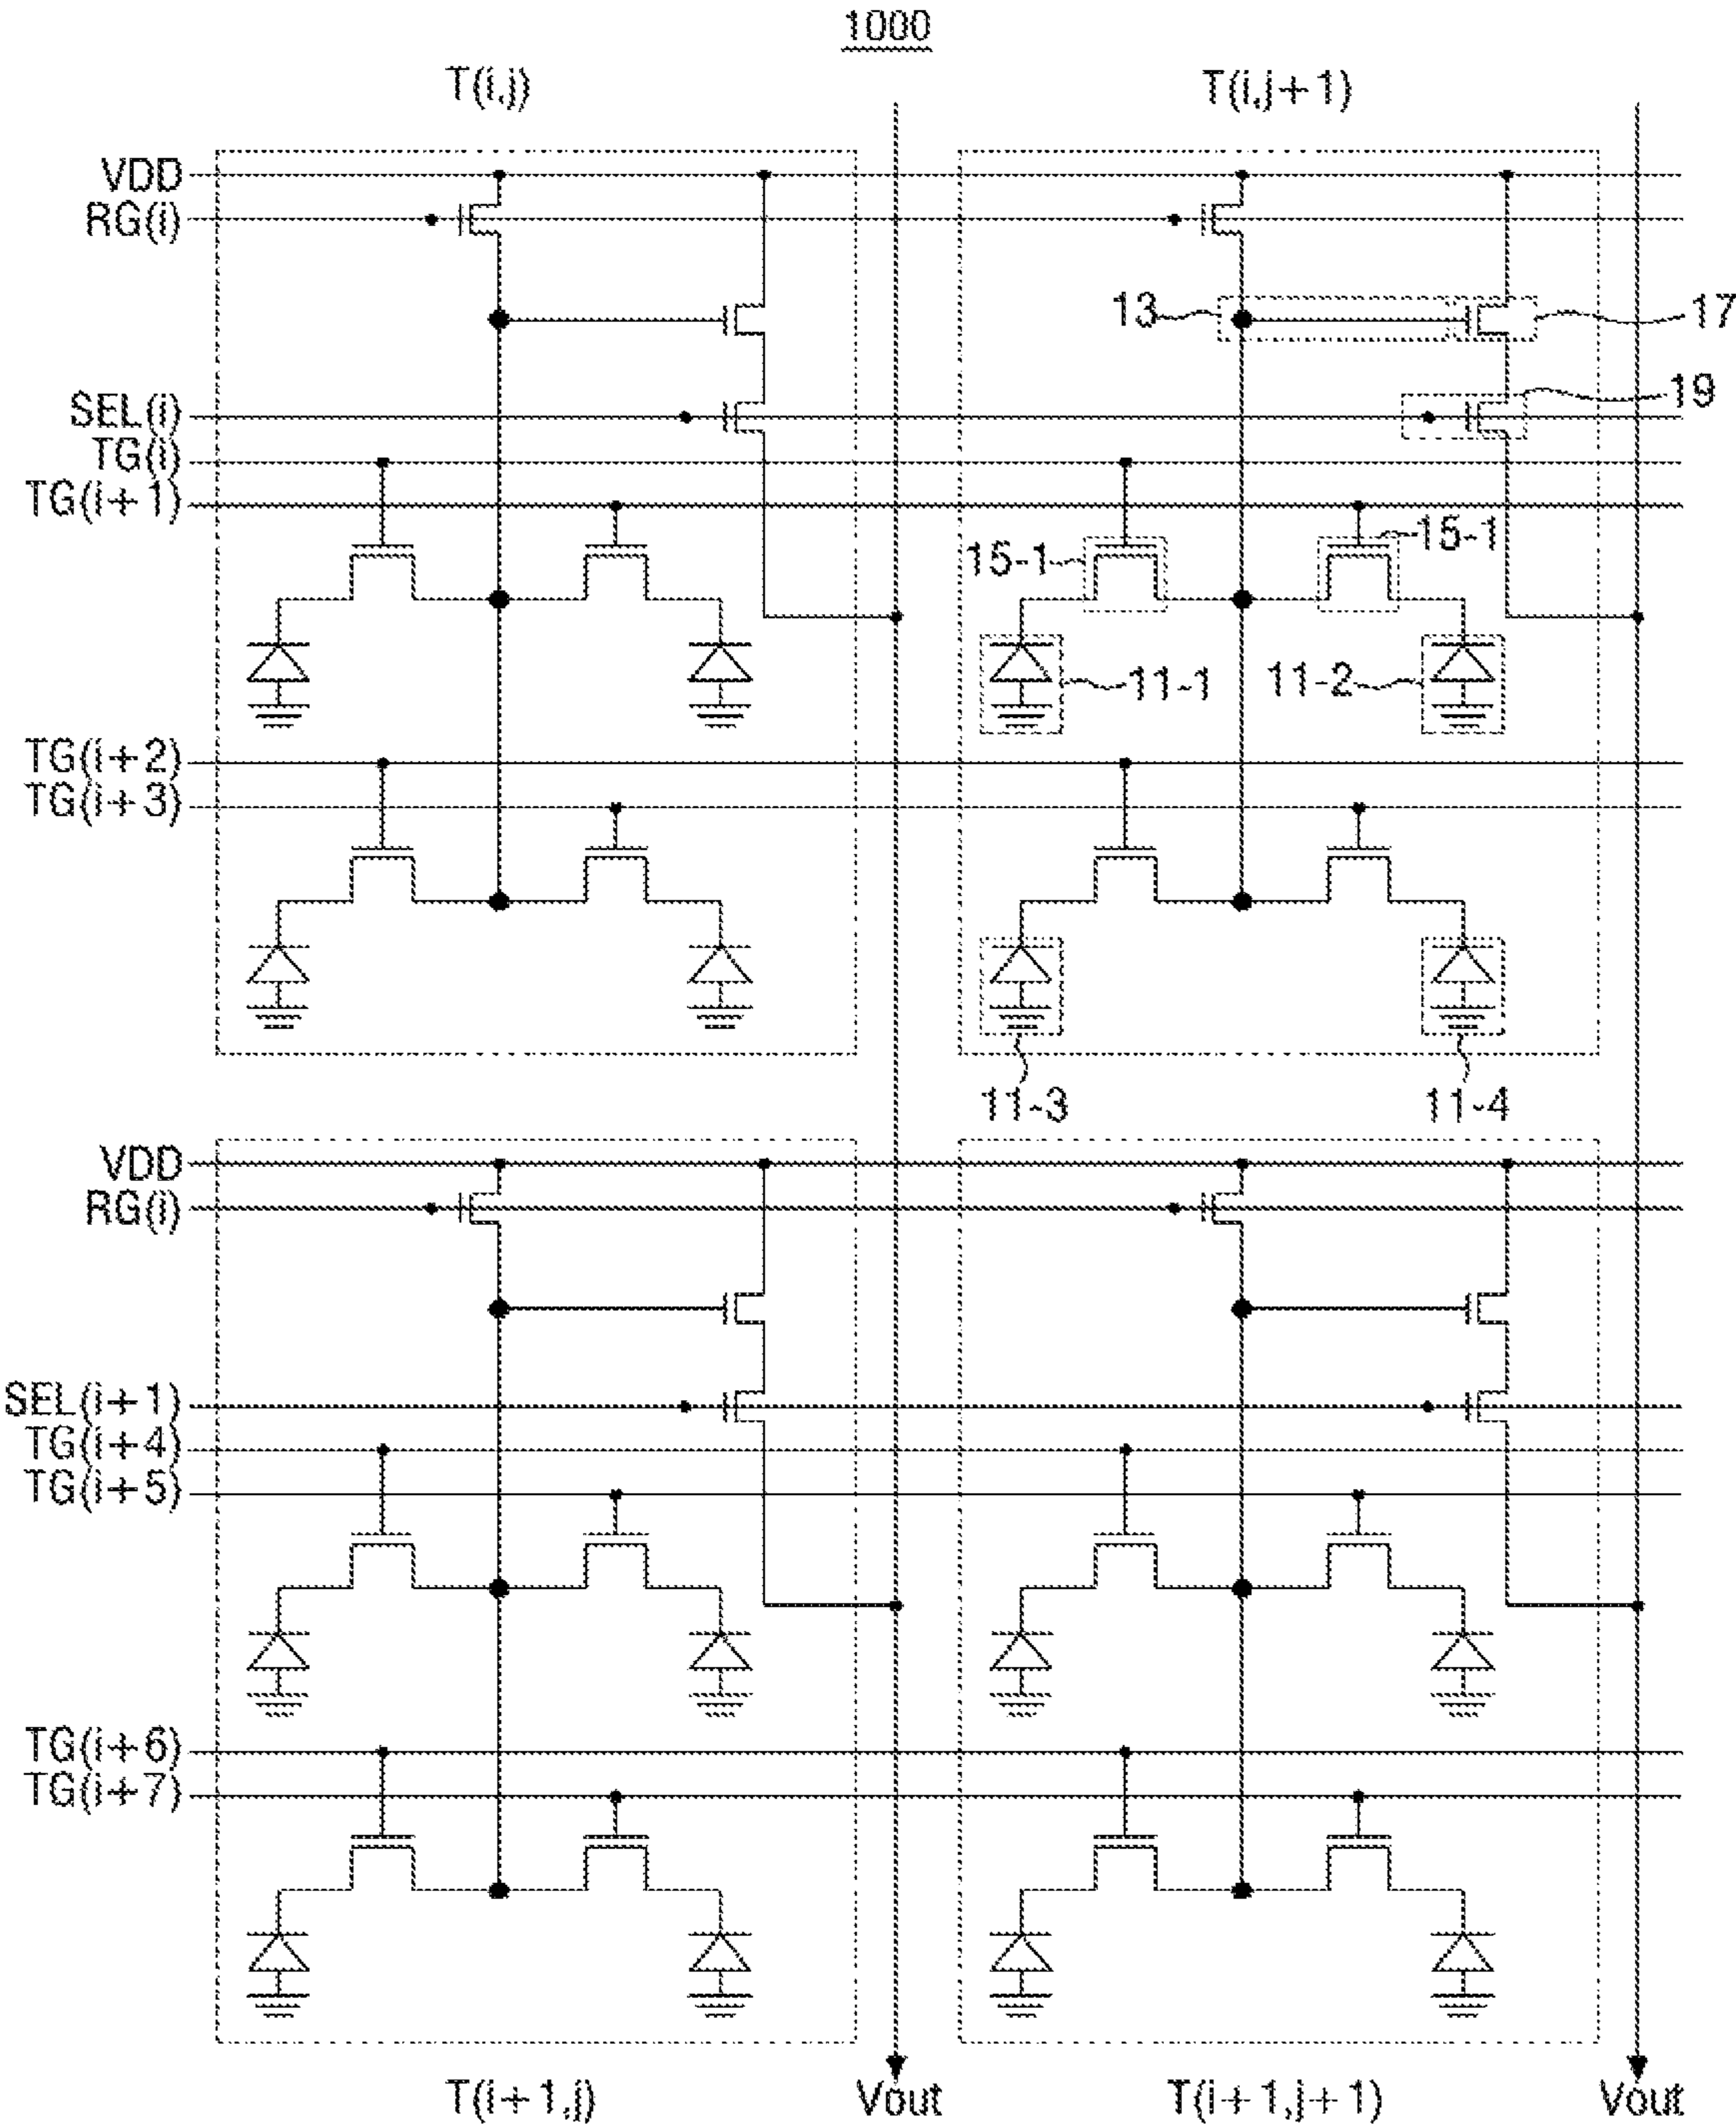 1000
T(i,j)
T(i,j+1)
VDD
RG(i)
13
17
SEL(i)
19
TG(i)
TG(i+1)
15-1
15-1
11-1
11-2
TG(i+2)
TG(i+3)
11-3
11-4
VDD
RG(i)
SEL(i+1)
TG(i+4)
TG(i+5)
TG(i+6)
TG(i+7)
T(i+1,j)
Vout
T(i+1,j+1)
Vout